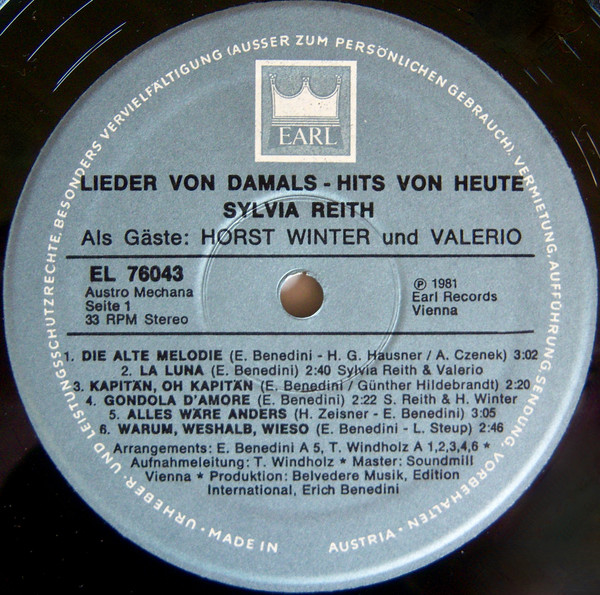 URHEBER- UND LEISTUNGSSCHUTZRECHTE, BESONDERS VERVIELFÄLTIGUNG (AUSSER ZUM PERSÖNLICHEN GEBRAUCH), VERMIETUNG, AUFFÜHRUNG, SENDUNG, VORBEHALTEN · AUSTRIA
MADE IN
EARL
LIEDER VON DAMALS - HITS VON HEUTE
SYLVIA REITH
Als Gäste: HORST WINTER und VALERIO
EL 76043
Austro Mechana
Seite 1
33 RPM Stereo
Ⓟ 1981
Earl Records
Vienna
1. DIE ALTE MELODIE (E. Benedini - H. G. Hausner / A. Czenek) 3:02
2. LA LUNA (E. Benedini) 2:40 Sylvia Reith & Valerio
3. KAPITÄN, OH KAPITÄN (E. Benedini / Günther Hildebrandt) 2:20
4. GONDOLA D'AMORE (E. Benedini) 2:22 S. Reith & H. Winter
5. ALLES WÄRE ANDERS (H. Zeisner - E. Benedini) 3:05
6. WARUM, WESHALB, WIESO (E. Benedini - L. Steup) 2:46
Arrangements: E. Benedini A 5, T. Windholz A 1,2,3,4,6 *
Aufnahmeleitung: T. Windholz * Master: Soundmill
Vienna * Produktion: Belvedere Musik, Edition
International, Erich Benedini